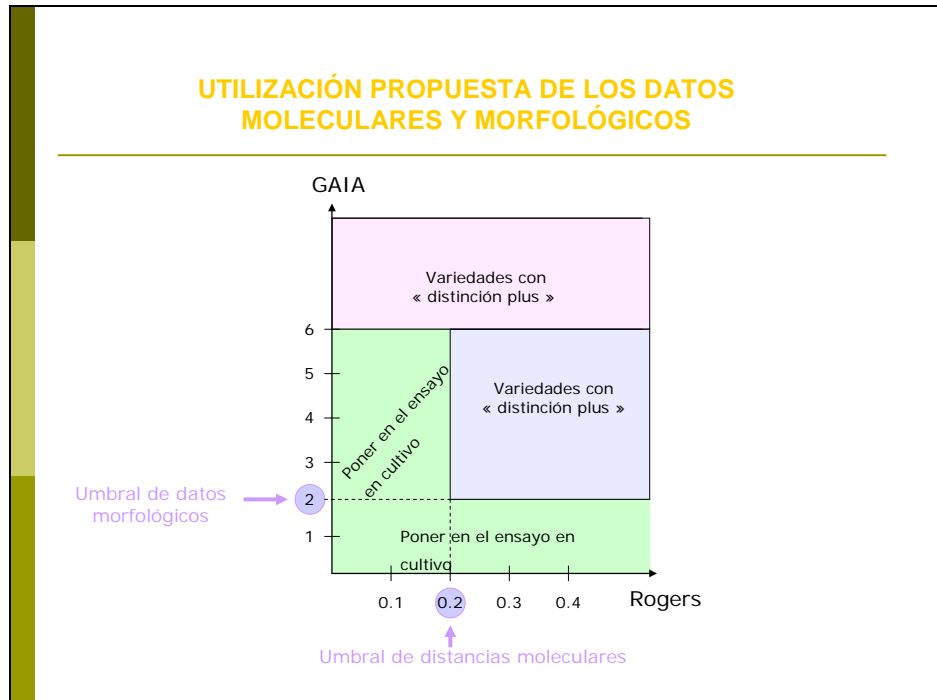 UTILIZACIÓN PROPUESTA DE LOS DATOS
MOLECULARES Y MORFOLÓGICOS
GAIA
Variedades con
« distinción plus »
6
5
4
3
2
1
Poner en el ensayo
en cultivo
Variedades con
« distinción plus »
Umbral de datos
morfológicos
Poner en el ensayo en
cultivo
0.1 0.2 0.3 0.4
Rogers
Umbral de distancias moleculares